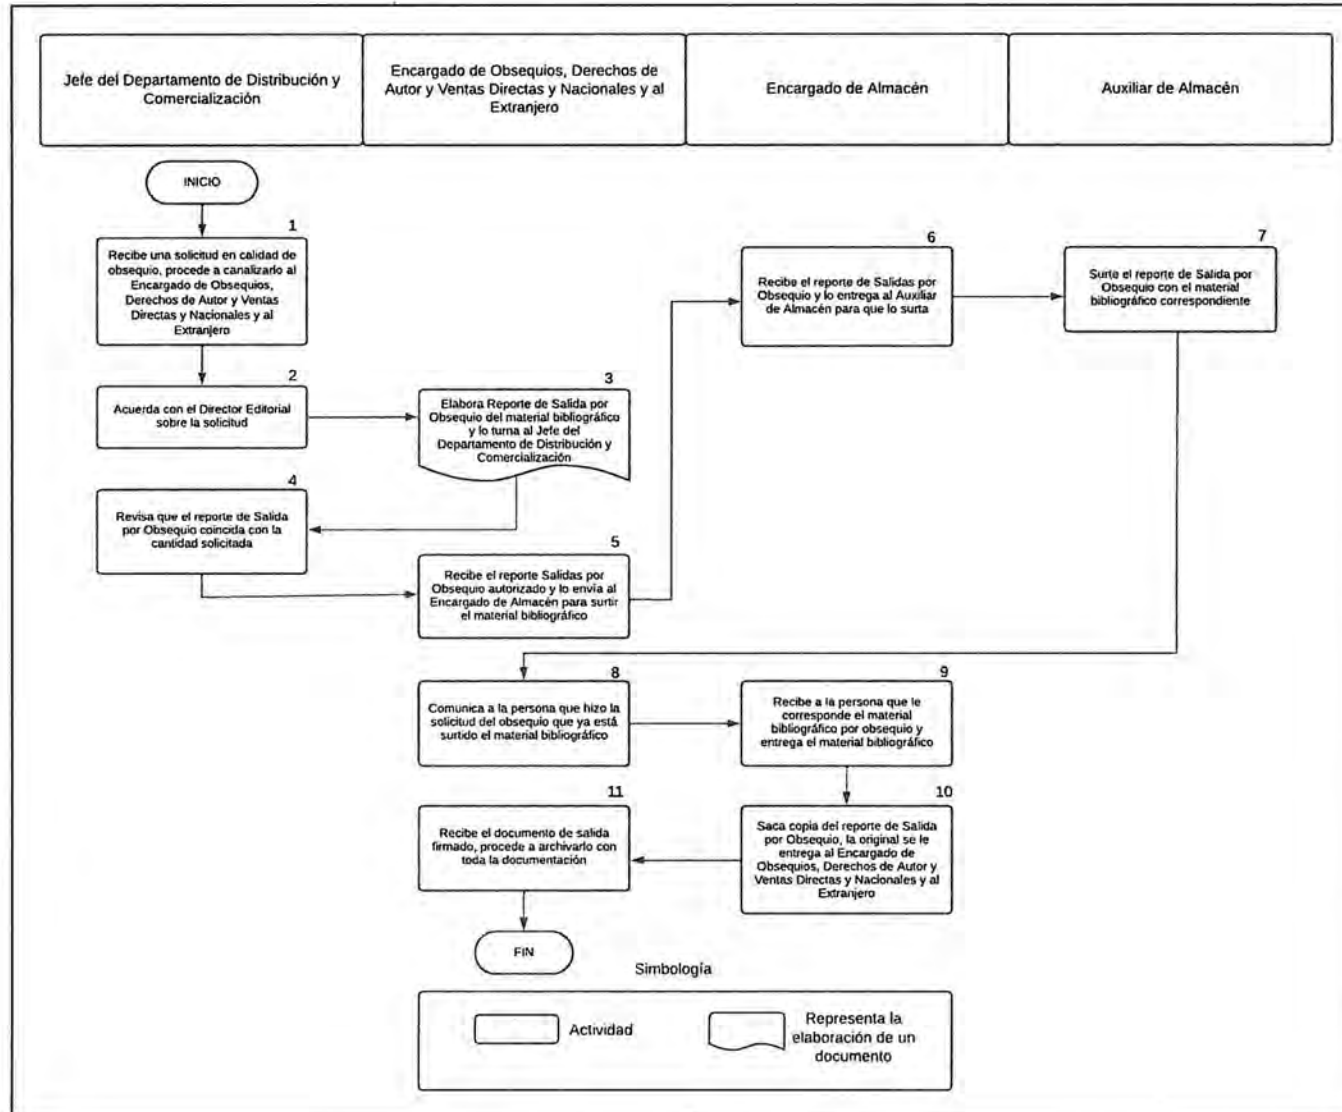 Jefe del Departamento de Distribución y
Comercialización
Encargado de Obsequios, Derechos de
Autor y Ventas Directas y Nacionales y al
Extranjero
Encargado de Almacén
Auxiliar de Almacén
INICIO
1
Recibe una solicitud en calidad de
obsequio, procede a canalizarlo al
Encargado de Obsequios,
Derechos de Autor y Ventas
Directas y Nacionales y al
Extranjero
2
Acuerda con el Director Editorial
sobre la solicitud
3
Elabora Reporte de Salida por
Obsequio del material bibliográfico
y lo turna al Jefe del
Departamento de Distribución y
Comercialización
4
Revisa que el reporte de Salida
por Obsequio coincida con la
cantidad solicitada
5
Recibe el reporte Salidas por
Obsequio autorizado y lo envía al
Encargado de Almacén para surtir
el material bibliográfico
6
Recibe el reporte de Salidas por
Obsequio y lo entrega al Auxiliar
de Almacén para que lo surta
7
Surte el reporte de Salida por
Obsequio con el material
bibliográfico correspondiente
8
Comunica a la persona que hizo la
solicitud del obsequio que ya está
surtido el material bibliográfico
9
Recibe a la persona que le
corresponde el material
bibliográfico por obsequio y
entrega el material bibliográfico
10
Saca copia del reporte de Salida
por Obsequio, la original se le
entrega al Encargado de
Obsequios, Derechos de Autor y
Ventas Directas y Nacionales y al
Extranjero
11
Recibe el documento de salida
firmado, procede a archivarlo con
toda la documentación
FIN
Simbología
Actividad
Representa la
elaboración de un
documento